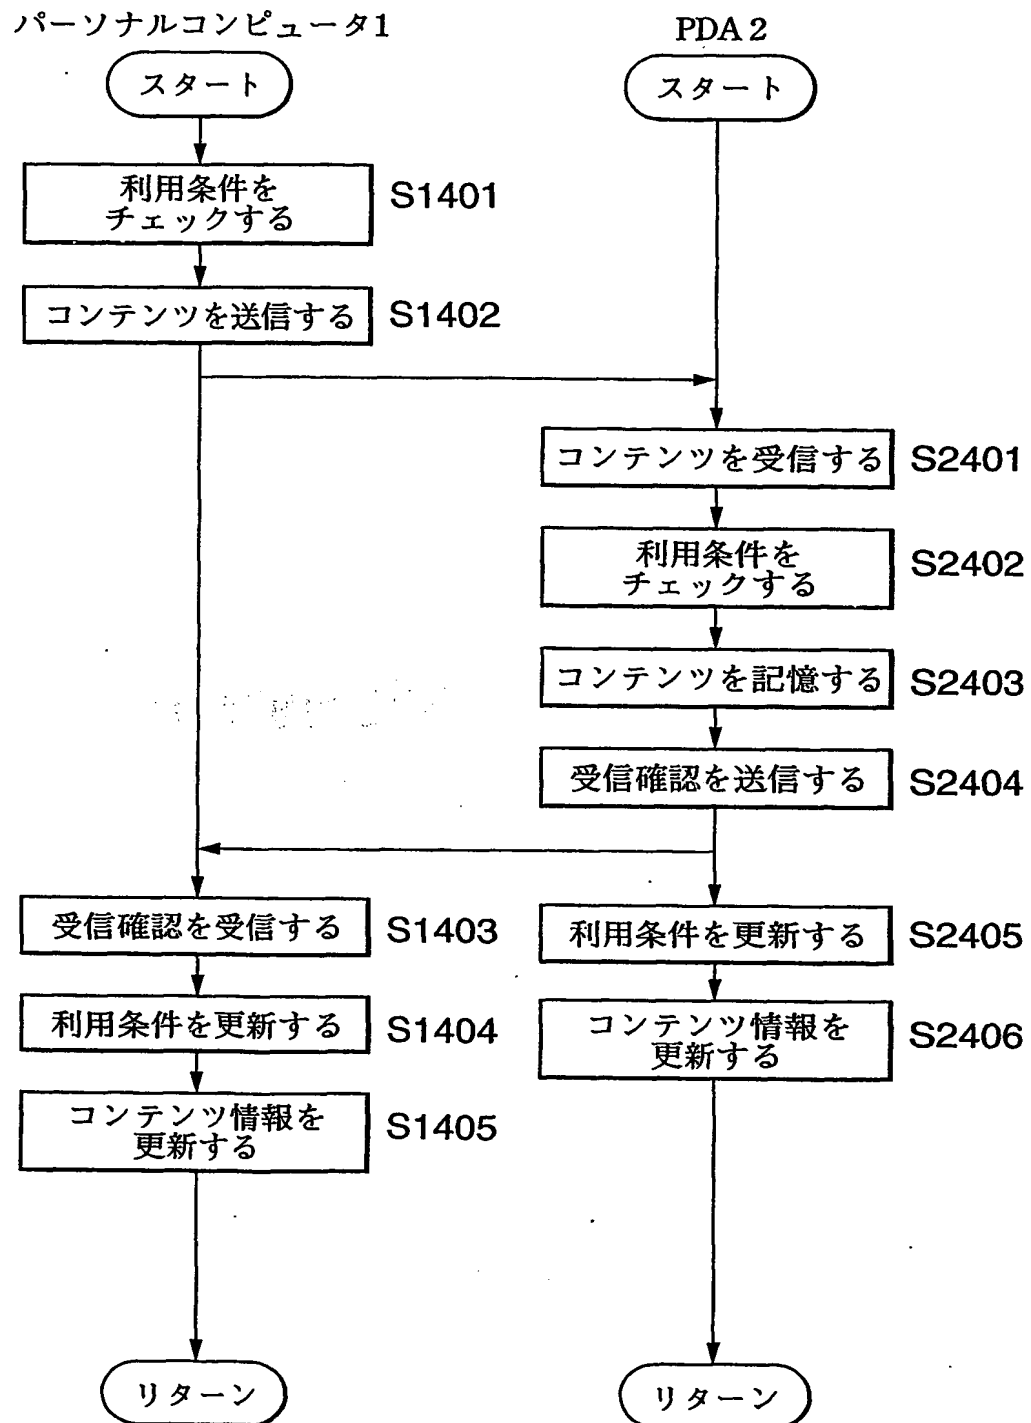 パーソナルコンピュータ1
PDA 2
スタート
スタート
利用条件を
チェックする
S1401
コンテンツを送信する
S1402
コンテンツを受信する
S2401
利用条件を
チェックする
S2402
コンテンツを記憶する
S2403
受信確認を送信する
S2404
受信確認を受信する
S1403
利用条件を更新する
S2405
利用条件を更新する
S1404
コンテンツ情報を
更新する
S2406
コンテンツ情報を
更新する
S1405
リターン
リターン